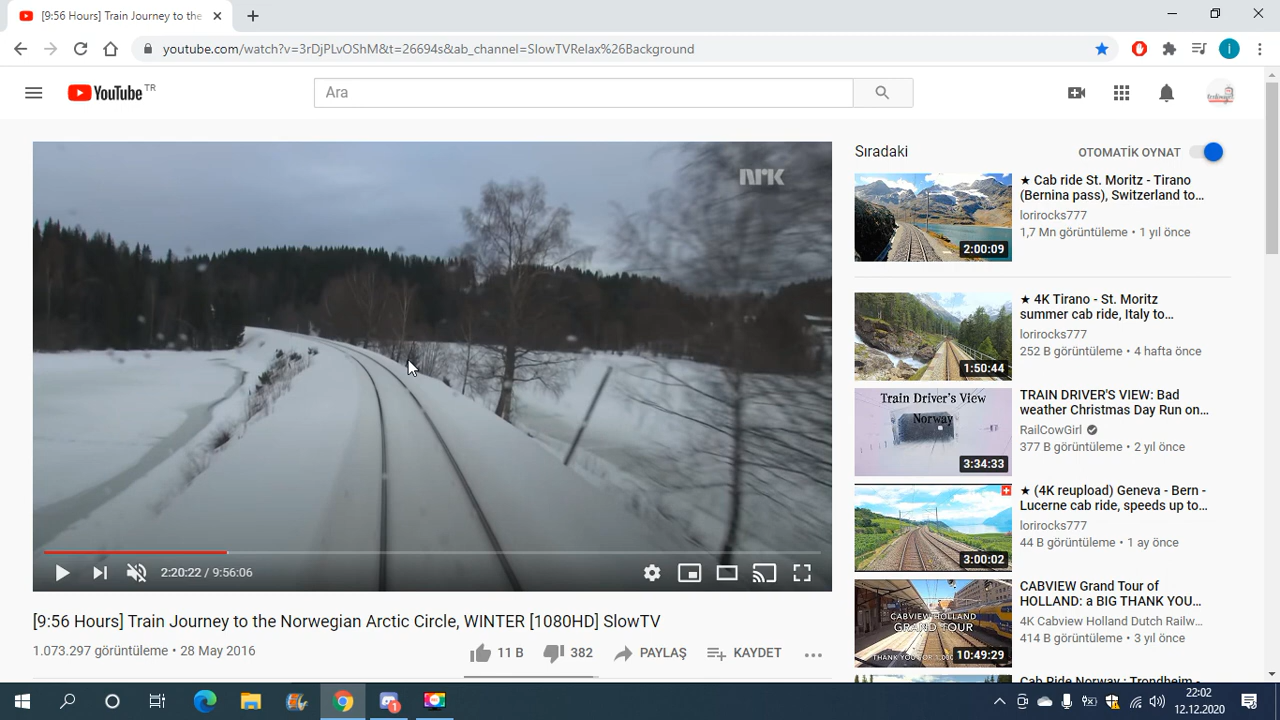 [9:56 Hours] Train Journey to the
youtube.com/watch?v=3rDjPLvOShM&t=26694s&ab_channel=SlowTVRelax%26Background
i
YouTube TR
Ara
nrk
2:20:22 / 9:56:06
[9:56 Hours] Train Journey to the Norwegian Arctic Circle, WINTER [1080HD] SlowTV
1.073.297 görüntüleme • 28 May 2016
11 B
382
PAYLAŞ
KAYDET
Sıradaki
OTOMATİK OYNAT
2:00:09
★ Cab ride St. Moritz - Tirano
(Bernina pass), Switzerland to…
lorirocks777
1,7 Mn görüntüleme • 1 yıl önce
1:50:44
★ 4K Tirano - St. Moritz
summer cab ride, Italy to…
lorirocks777
252 B görüntüleme • 4 hafta önce
Train Driver's View
Norway
3:34:33
TRAIN DRIVER'S VIEW: Bad
weather Christmas Day Run on…
RailCowGirl
377 B görüntüleme • 2 yıl önce
3:00:02
★ (4K reupload) Geneva - Bern -
Lucerne cab ride, speeds up to…
lorirocks777
44 B görüntüleme • 1 ay önce
CABVIEW HOLLAND
GRAND TOUR
10:49:29
CABVIEW Grand Tour of
HOLLAND: a BIG THANK YOU…
4K Cabview Holland Dutch Railw…
414 B görüntüleme • 3 yıl önce
Cab Ride Norway : Trondheim -
22:02
12.12.2020